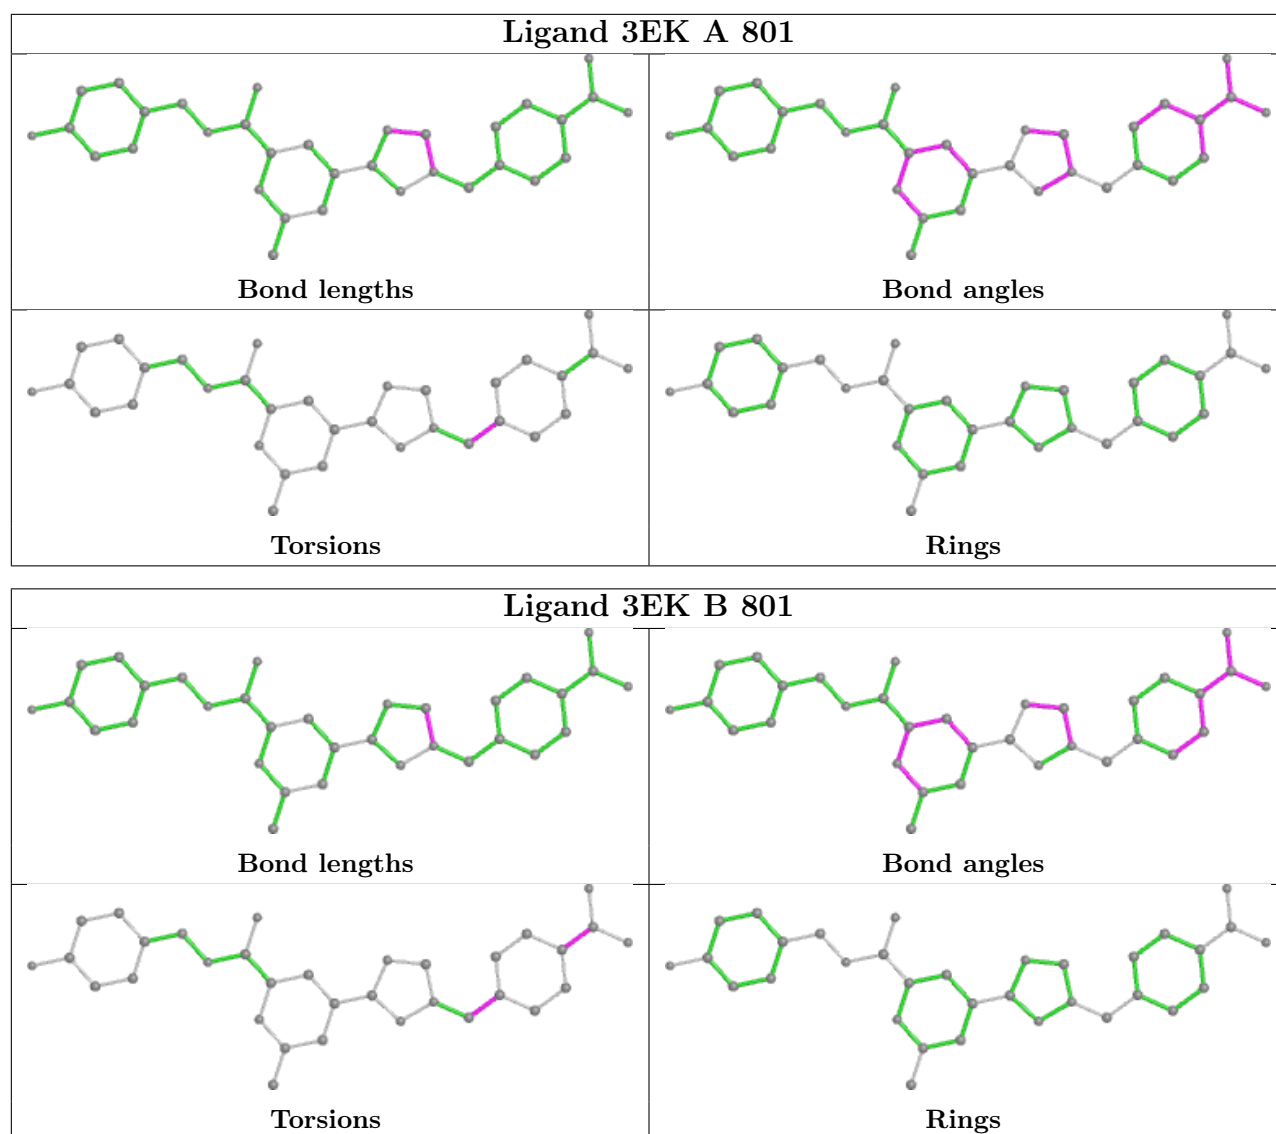 Ligand 3EK A 801
Bond lengths
Bond angles
Torsions
Rings
Ligand 3EK B 801
Bond lengths
Bond angles
Torsions
Rings